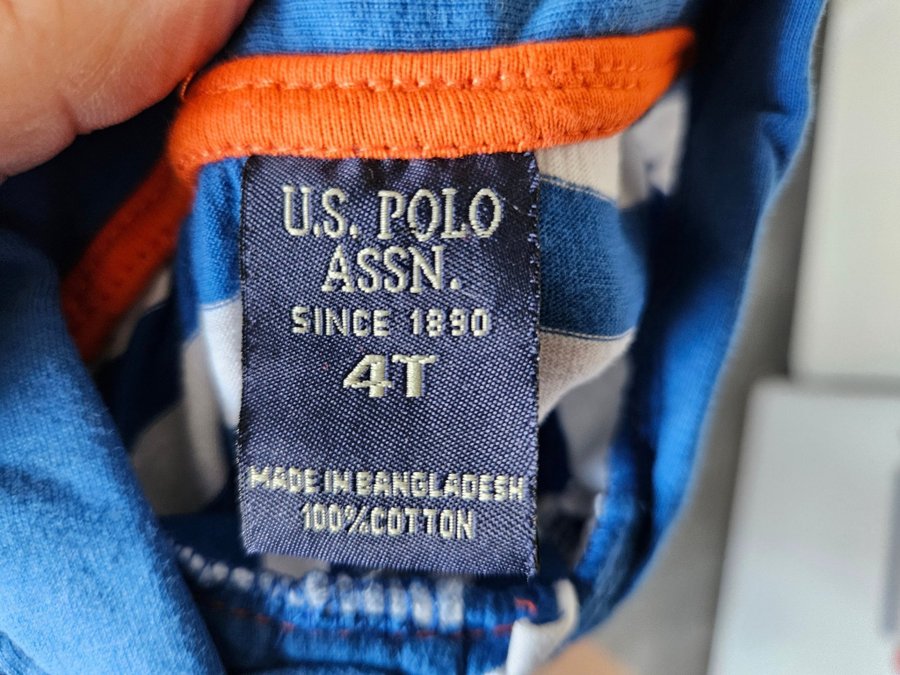 U.S. POLO
ASSN.
SINCE 1890
4T
MADE IN BANGLADESH
100%COTTON